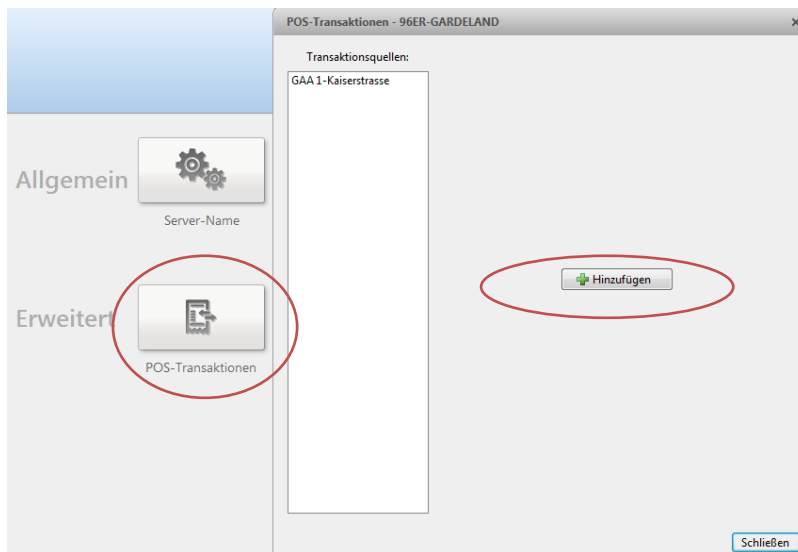 POS-Transaktionen - 96ER-GARDELAND
Transaktionsquellen:
GAA 1-Kaiserstrasse
Allgemein
Server-Name
Hinzufügen
Erweitert
POS-Transaktionen
Schließen